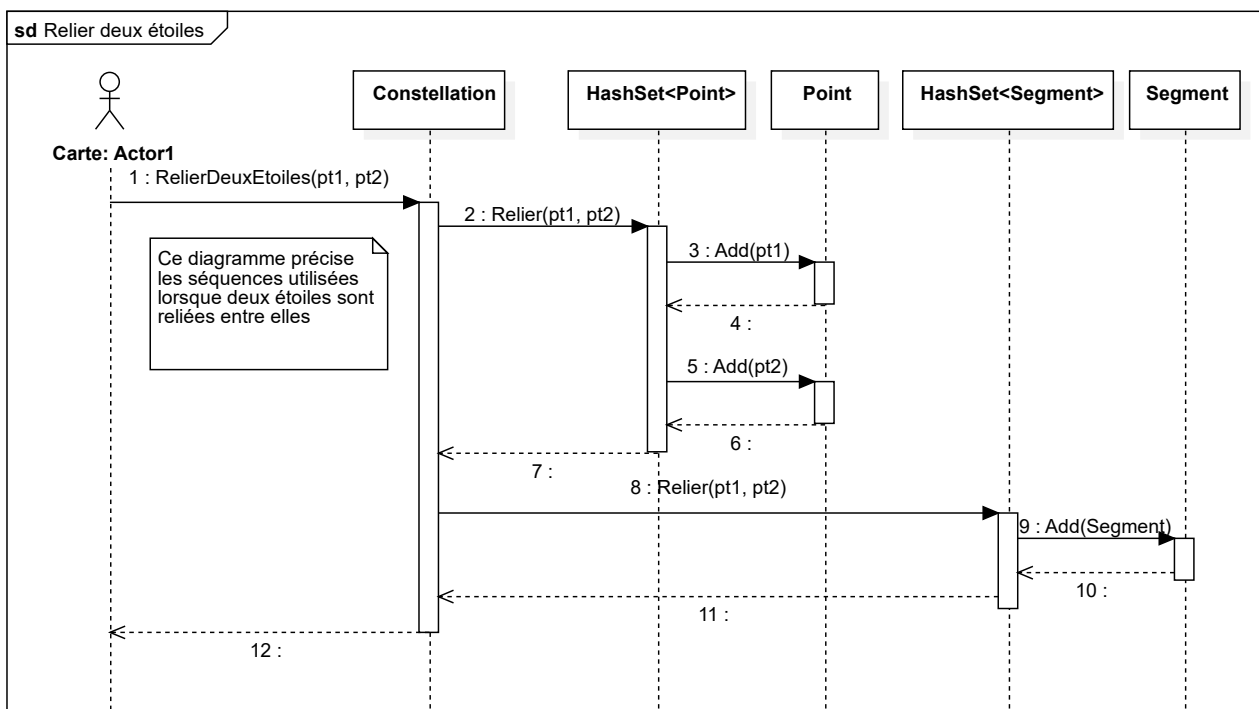 sd Relier deux étoiles
Constellation
HashSet<Point>
Point
HashSet<Segment>
Segment
Carte: Actor1
1 : RelierDeuxEtoiles(pt1, pt2)
2 : Relier(pt1, pt2)
Ce diagramme précise
les séquences utilisées
lorsque deux étoiles sont
reliées entre elles
3 : Add(pt1)
4 :
5 : Add(pt2)
6 :
7 :
8 : Relier(pt1, pt2)
9 : Add(Segment)
10 :
11 :
12 :